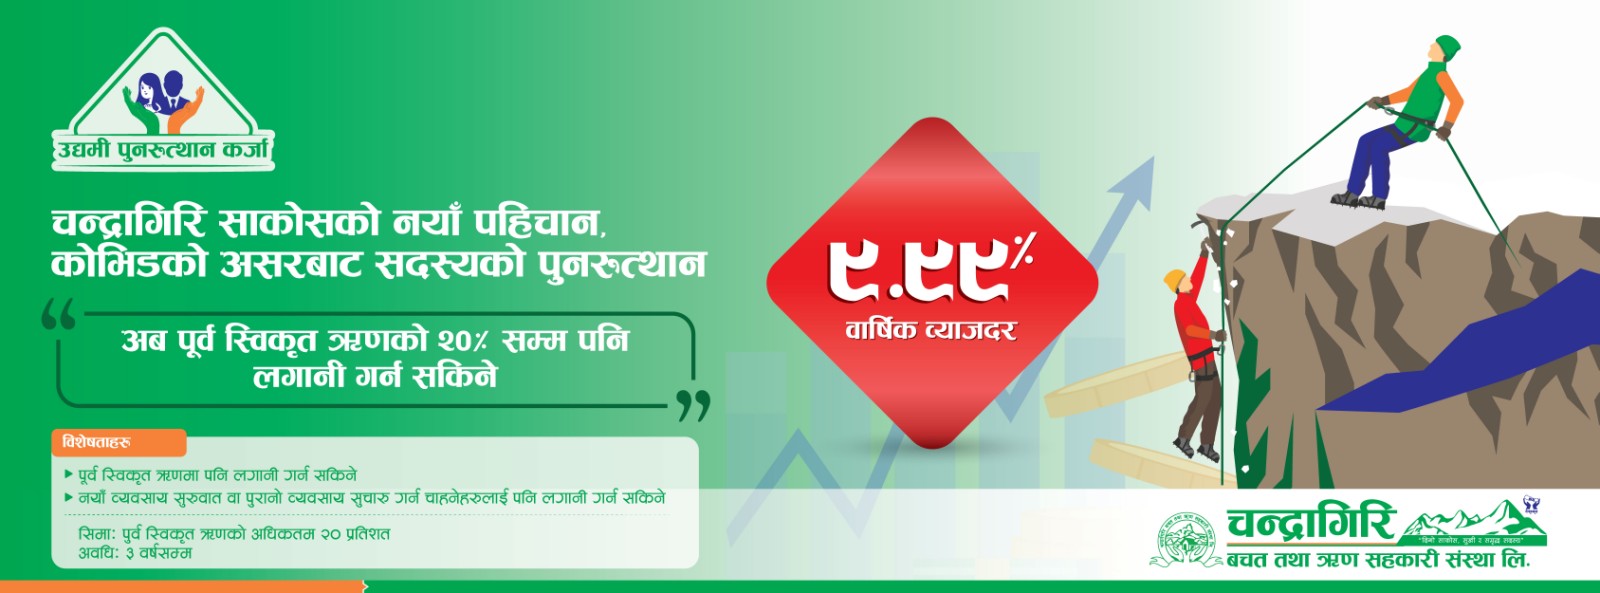 उद्यमी पुनरुत्थान कर्जा
चन्द्रागिरि साकोसको नयाँ पहिचान,
कोभिडको असरबाट सदस्यको पुनरुत्थान
“ अब पूर्व स्विकृत ऋणको २०% सम्म पनि
लगानी गर्न सकिने ”
विशेषताहरू
पूर्व स्विकृत ऋणमा पनि लगानी गर्न सकिने
नयाँ व्यवसाय सुरुवात वा पुरानो व्यवसाय सुचारु गर्न चाहनेहरुलाई पनि लगानी गर्न सकिने
सिमाः पुर्व स्विकृत ऋणको अधिकतम २० प्रतिशत
अवधिः ३ वर्षसम्म
९.९९%
वार्षिक व्याजदर
चन्द्रागिरि
बचत तथा ऋण सहकारी संस्था लि.